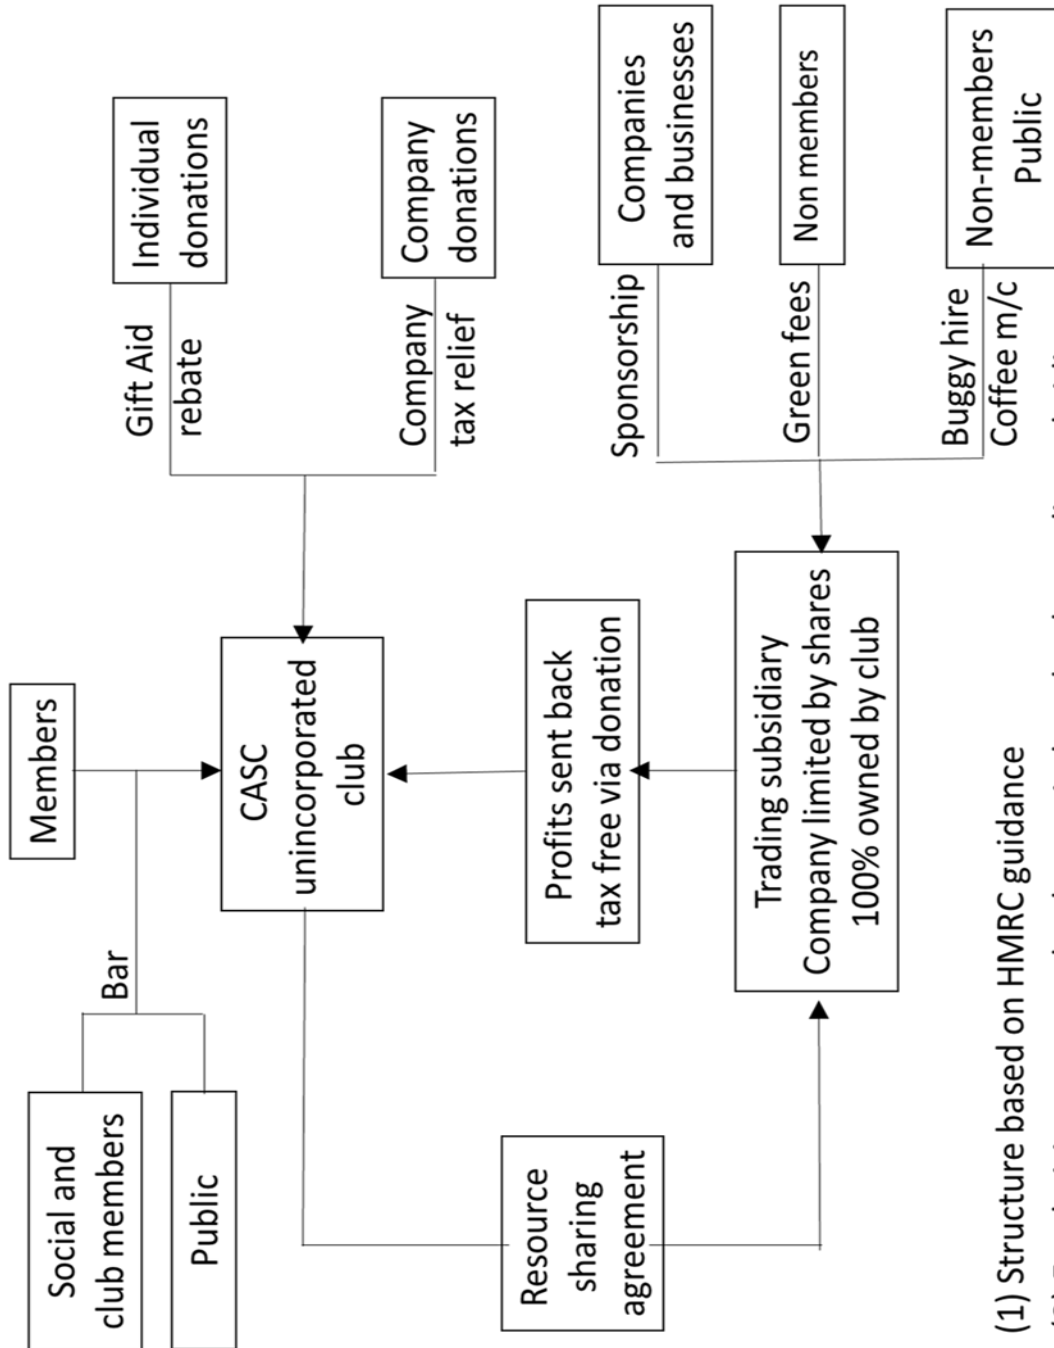 Members
Social and
club members
Bar
Public
CASC
unincorporated
club
Gift Aid
rebate
Individual
donations
Company
tax relief
Company
donations
Resource
sharing
agreement
Profits sent back
tax free via donation
Trading subsidiary
Company limited by shares
100% owned by club
Sponsorship
Companies
and businesses
Green fees
Non members
Buggy hire
Coffee m/c
Non-members
Public
(1) Structure based on HMRC guidance